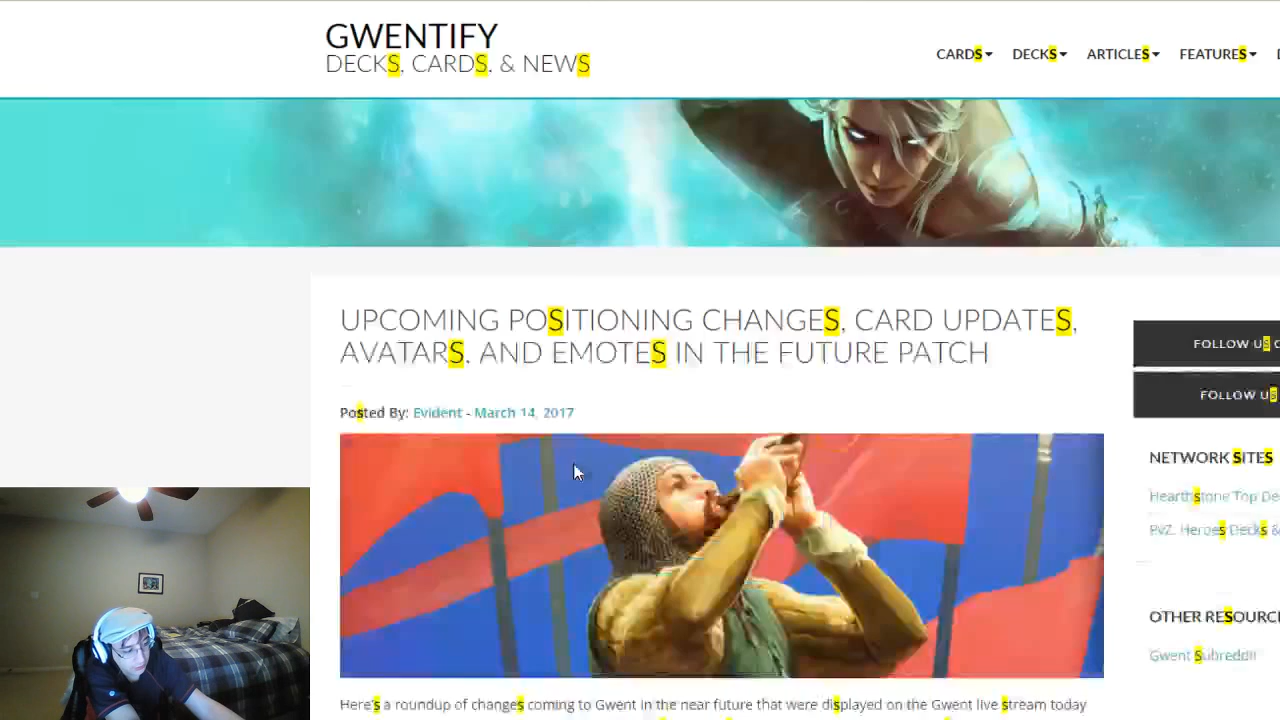 GWENTIFY
DECKS, CARDS, & NEWS
CARDS
DECKS
ARTICLES
FEATURES
UPCOMING POSITIONING CHANGES, CARD UPDATES,
AVATARS, AND EMOTES IN THE FUTURE PATCH
Posted By: Evident - March 14, 2017
FOLLOW US
FOLLOW US
NETWORK SITES
Hearthstone Top De
PvZ. Heroes Decks &
OTHER RESOURC
Gwent Subreddit
Here's a roundup of changes coming to Gwent in the near future that were displayed on the Gwent live stream today